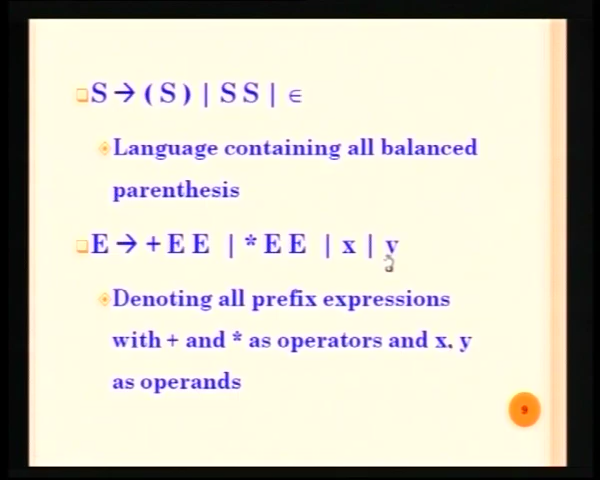 S → ( S ) | S S | ∈
Language containing all balanced
parenthesis
E → + E E | * E E | x | y
Denoting all prefix expressions
with + and * as operators and x, y
as operands
9